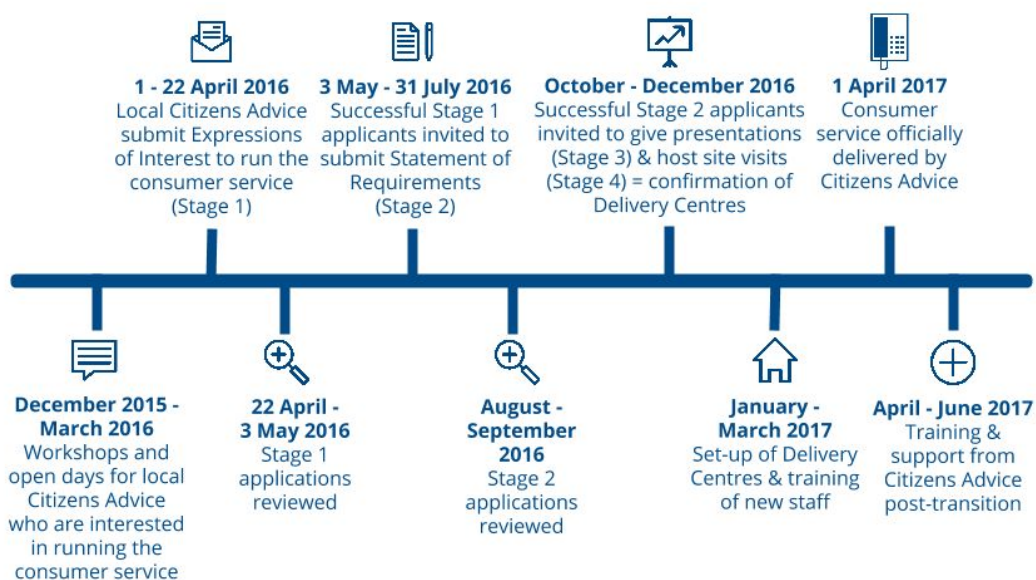 1 - 22 April 2016
Local Citizens Advice
submit Expressions
of Interest to run the
consumer service
(Stage 1)
3 May - 31 July 2016
Successful Stage 1
applicants invited to
submit Statement of
Requirements
(Stage 2)
October - December 2016
Successful Stage 2 applicants
invited to give presentations
(Stage 3) & host site visits
(Stage 4) = confirmation of
Delivery Centres
1 April 2017
Consumer
service officially
delivered by
Citizens Advice
December 2015 -
March 2016
Workshops and
open days for local
Citizens Advice
who are interested
in running the
consumer service
22 April -
3 May 2016
Stage 1
applications
reviewed
August -
September
2016
Stage 2
applications
reviewed
January -
March 2017
Set-up of Delivery
Centres & training
of new staff
April - June 2017
Training &
support from
Citizens Advice
post-transition